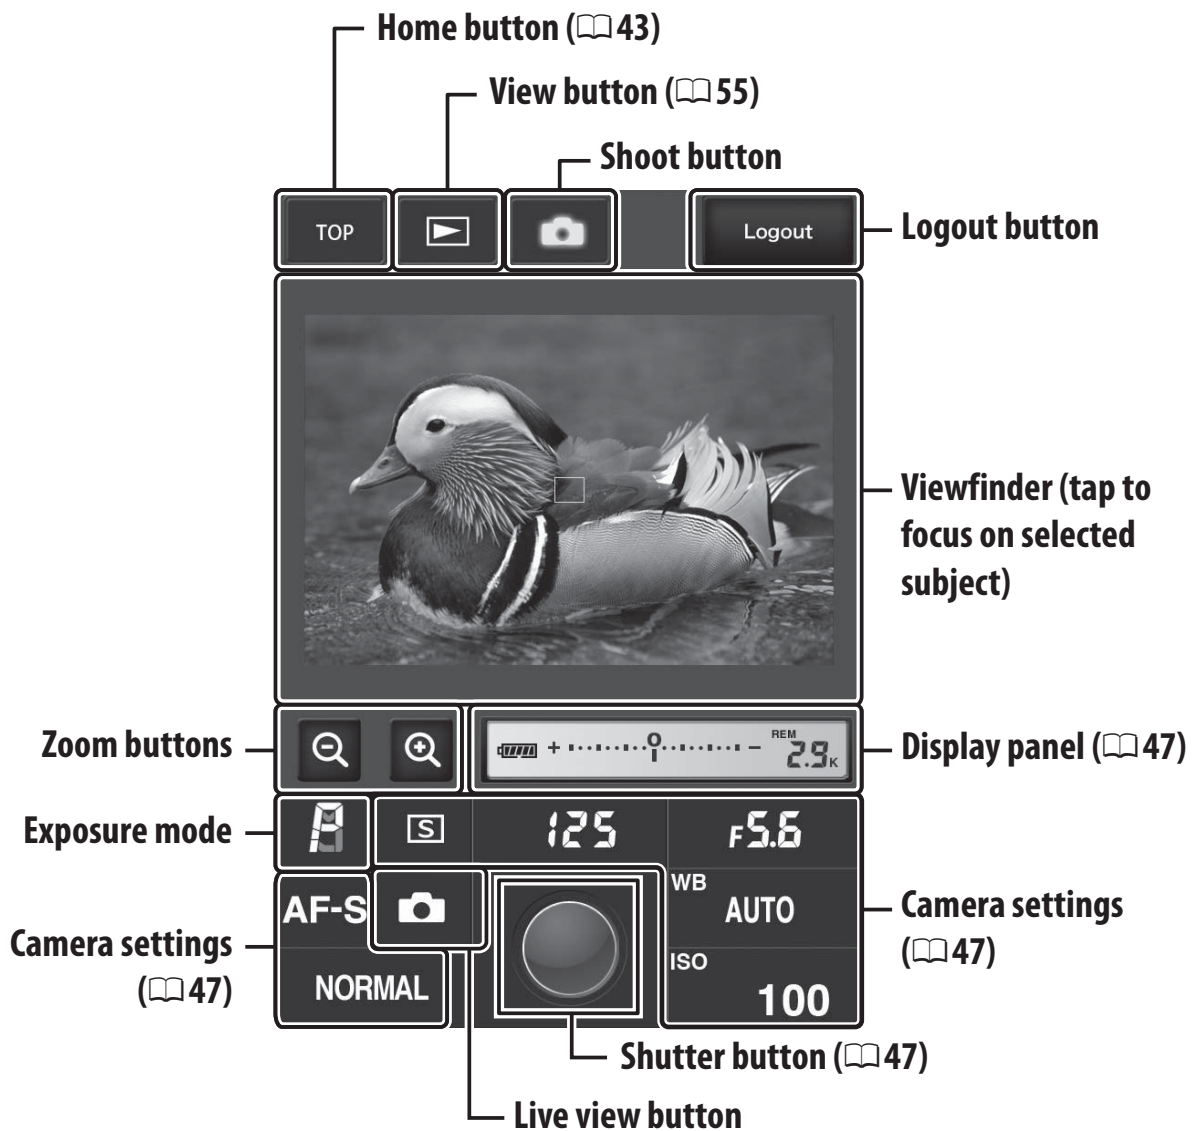 Home button (43)
View button (55)
Shoot button
TOP
Logout
Logout button
Viewfinder (tap to
focus on selected
subject)
Zoom buttons
+ 0 −
REM
2.9K
Display panel (47)
Exposure mode
P
S
125
F5.6
AF-S
WB
AUTO
Camera settings
(47)
Camera settings
(47)
NORMAL
ISO
100
Shutter button (47)
Live view button